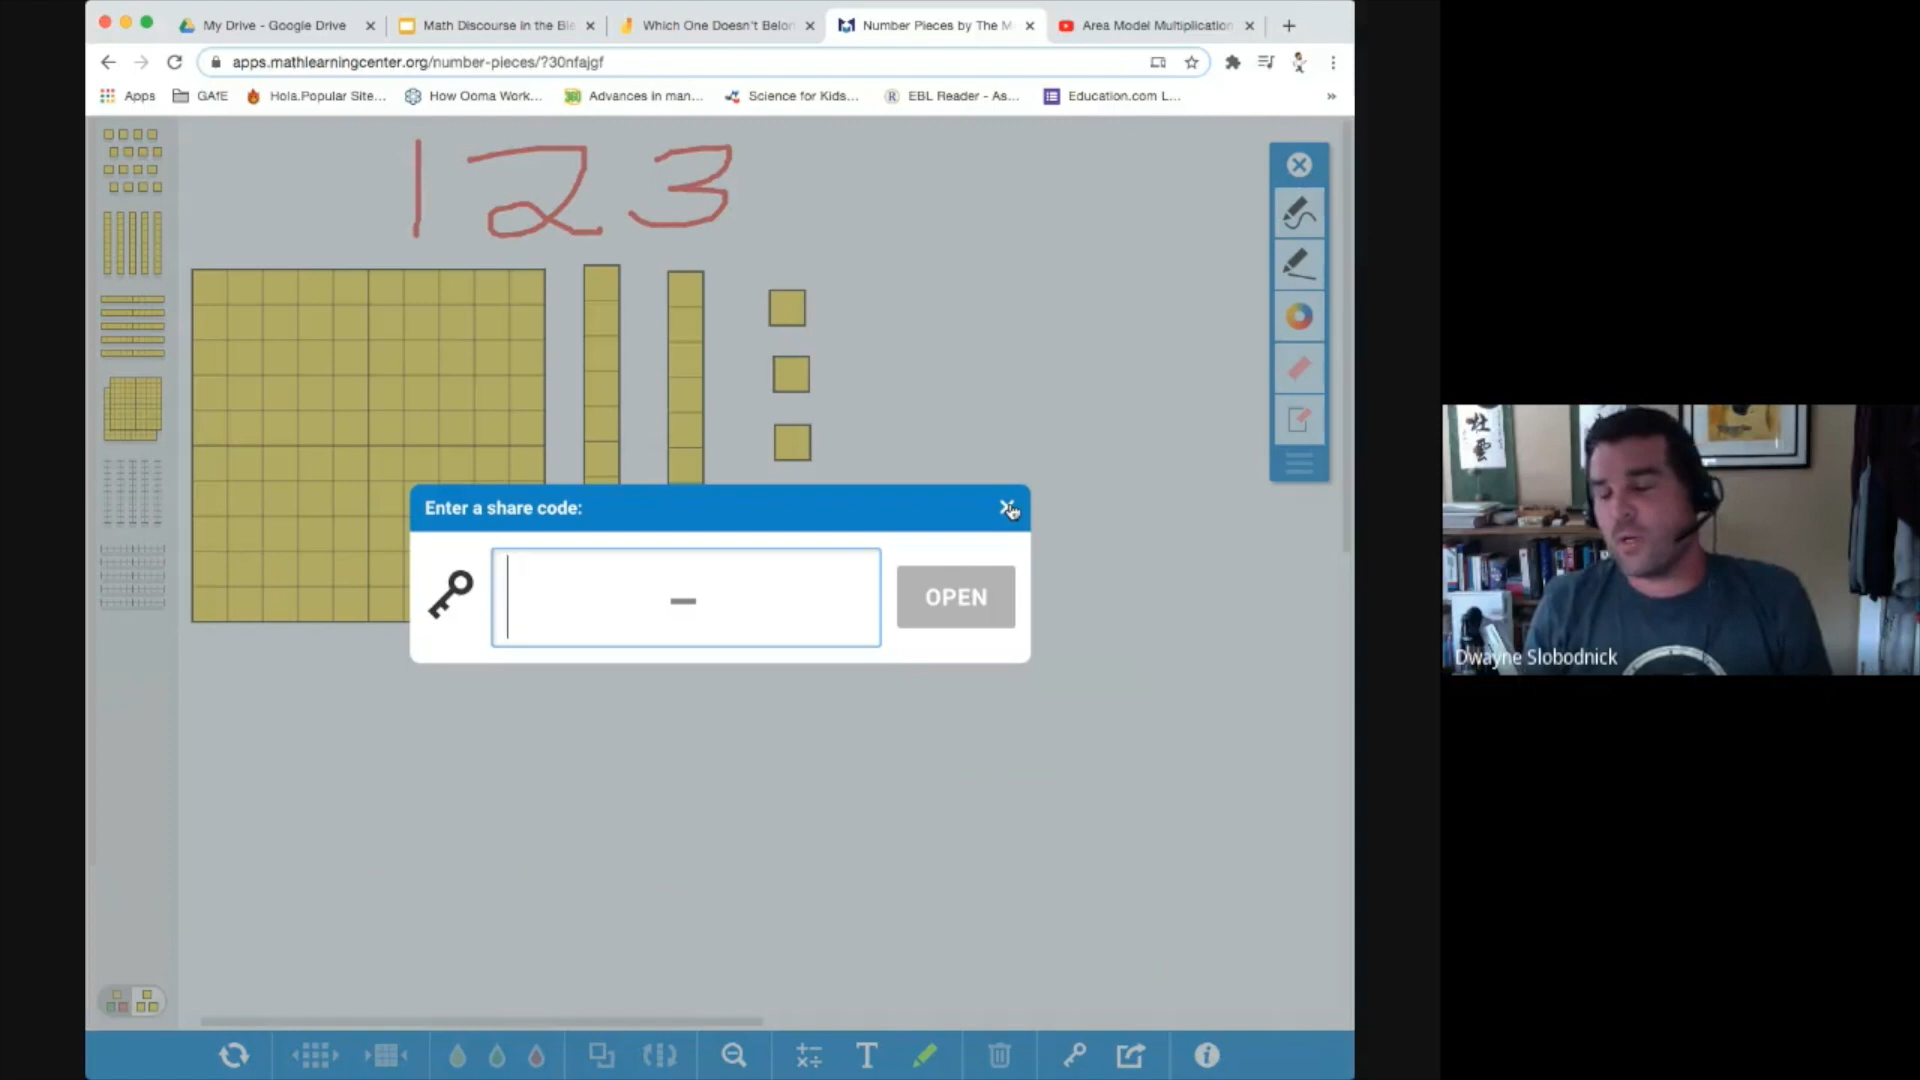 My Drive - Google Drive
Math Discourse in the Ble
Which One Doesn't Belon
Number Pieces by The M
Area Model Multiplication
apps.mathlearningcenter.org/number-pieces/?30nfajgf
Apps
GAfE
Hola.Popular Site...
How Ooma Work...
Advances in man...
Science for Kids...
EBL Reader - As...
Education.com L...
»
123
Enter a share code:
–
OPEN
Dwayne Slobodnick
T